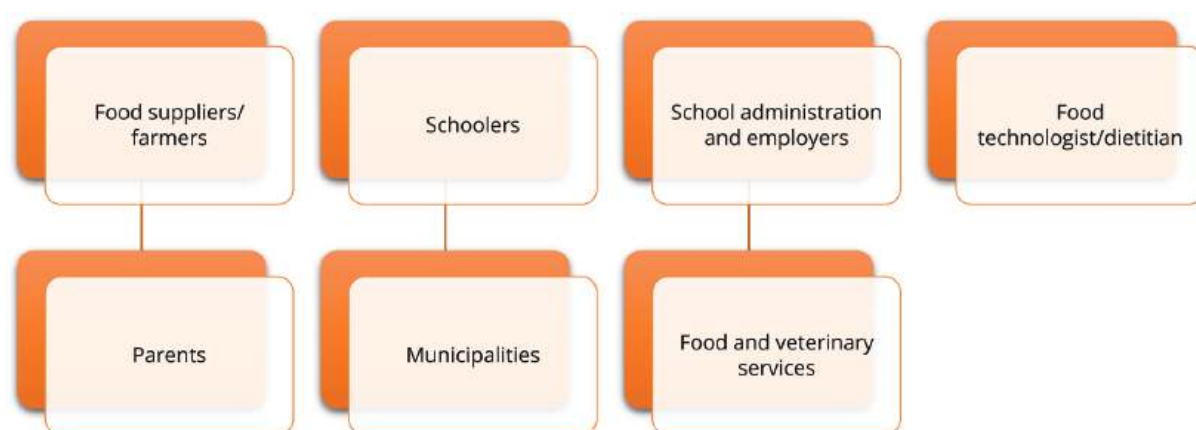 Food suppliers/
farmers
Schoolers
School administration
and employers
Food
technologist/dietitian
Parents
Municipalities
Food and veterinary
services